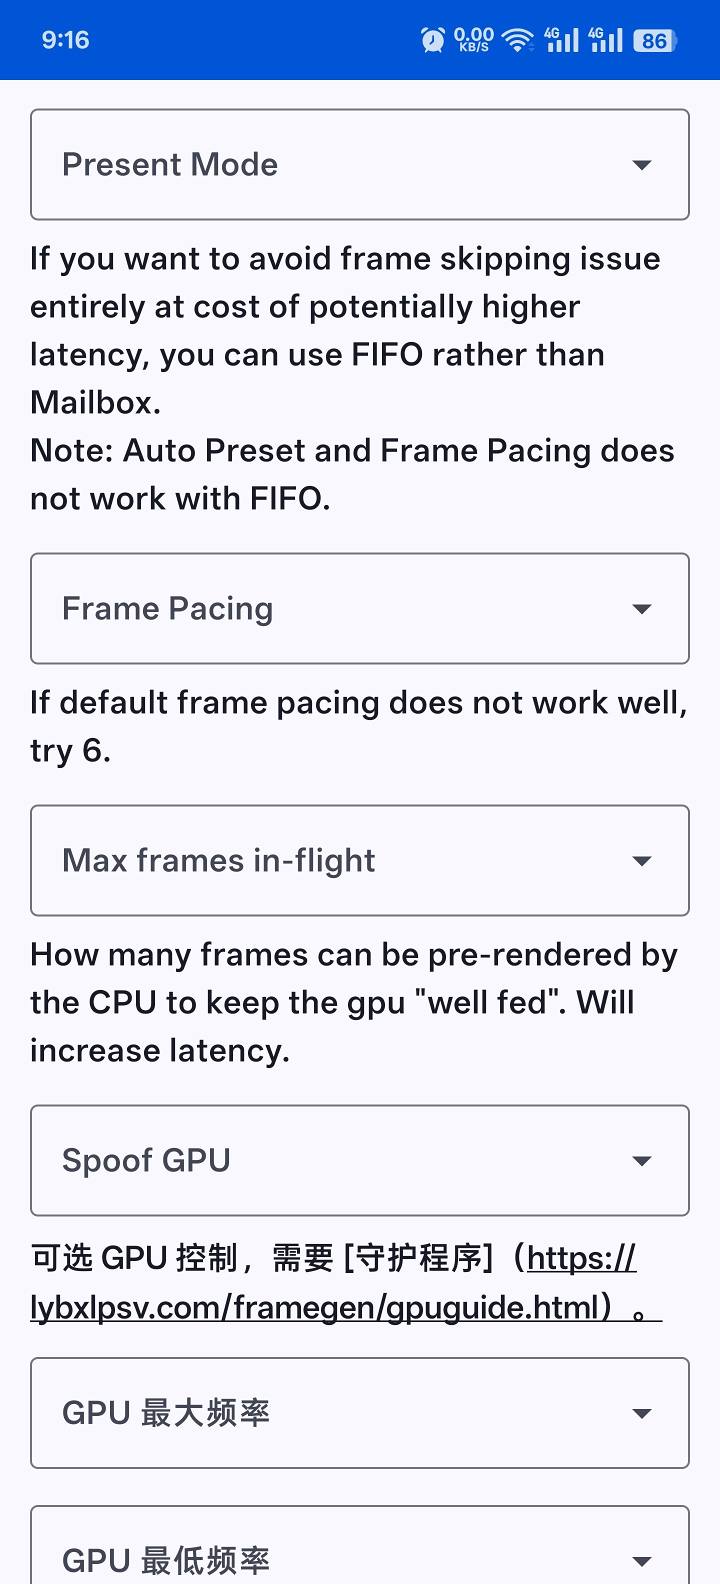 9:16
0.00
KB/S
4G
4G
86
Present Mode
If you want to avoid frame skipping issue
entirely at cost of potentially higher
latency, you can use FIFO rather than
Mailbox.
Note: Auto Preset and Frame Pacing does
not work with FIFO.
Frame Pacing
If default frame pacing does not work well,
try 6.
Max frames in-flight
How many frames can be pre-rendered by
the CPU to keep the gpu "well fed". Will
increase latency.
Spoof GPU
可选 GPU 控制，需要 [守护程序]（https://
lybxlpsv.com/framegen/gpuguide.html）。
GPU 最大频率
GPU 最低频率